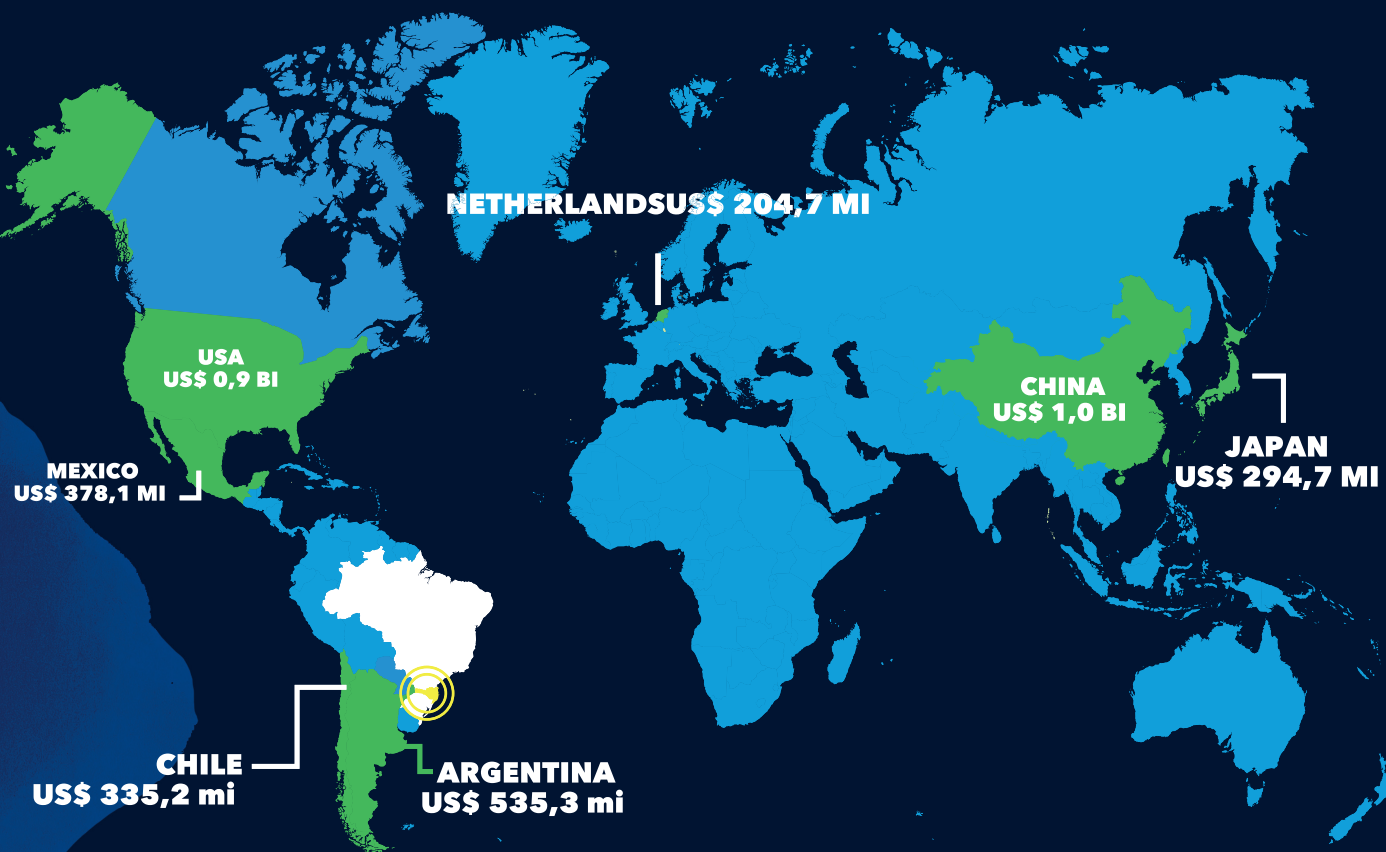 NETHERLANDSUS$ 204,7 MI
USA
US$ 0,9 BI
CHINA
US$ 1,0 BI
JAPAN
US$ 294,7 MI
MEXICO
US$ 378,1 MI
CHILE
US$ 335,2 mi
ARGENTINA
US$ 535,3 mi